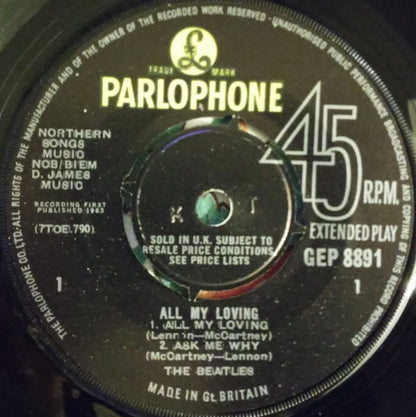 THE PARLOPHONE CO.LTD·ALL RIGHTS OF THE MANUFACTURER AND OF THE OWNER OF THE RECORDED WORK RESERVED·UNAUTHORISED PUBLIC PERFORMANCE BROADCASTING AND COPYING OF THIS RECORD PROHIBITED
£
TRADE MARK
PARLOPHONE
45
R.P.M.
EXTENDED PLAY
GEP 8891
NORTHERN
SONGS
MUSIC
NCB/BIEM
D. JAMES
MUSIC
RECORDING FIRST
PUBLISHED 1963
(7TOE.790)
K T
SOLD IN U.K. SUBJECT TO
RESALE PRICE CONDITIONS,
SEE PRICE LISTS
1
1
ALL MY LOVING
1. ALL MY LOVING
(Lennon—McCartney)
2. ASK ME WHY
(McCartney—Lennon)
THE BEATLES
MADE IN GT. BRITAIN